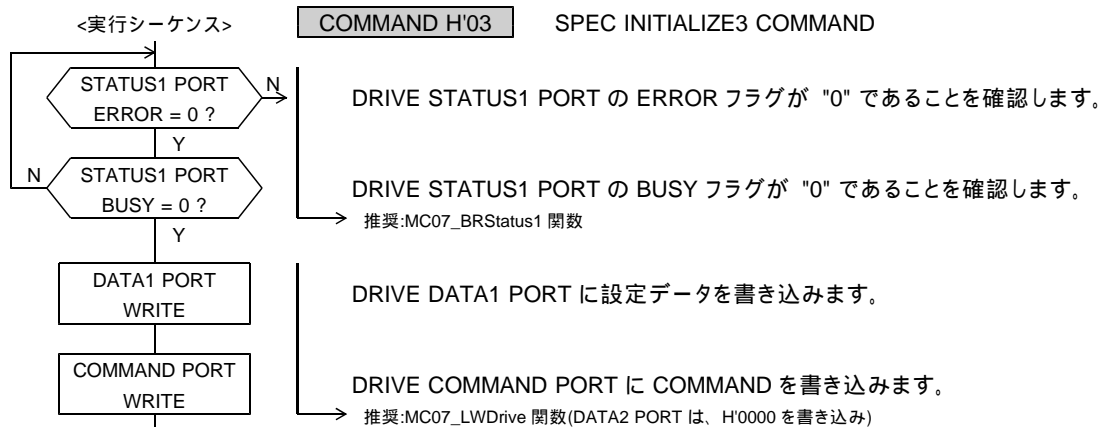 <実行シーケンス>
COMMAND H'03 SPEC INITIALIZE3 COMMAND
STATUS1 PORT
ERROR = 0 ?
N
DRIVE STATUS1 PORT の ERROR フラグが "0" であることを確認します。
Y
N
STATUS1 PORT
BUSY = 0 ?
DRIVE STATUS1 PORT の BUSY フラグが "0" であることを確認します。
推奨:MC07_BRStatus1 関数
Y
DATA1 PORT
WRITE
DRIVE DATA1 PORT に設定データを書き込みます。
COMMAND PORT
WRITE
DRIVE COMMAND PORT に COMMAND を書き込みます。
推奨:MC07_LWDrive 関数(DATA2 PORT は、H'0000 を書き込み)